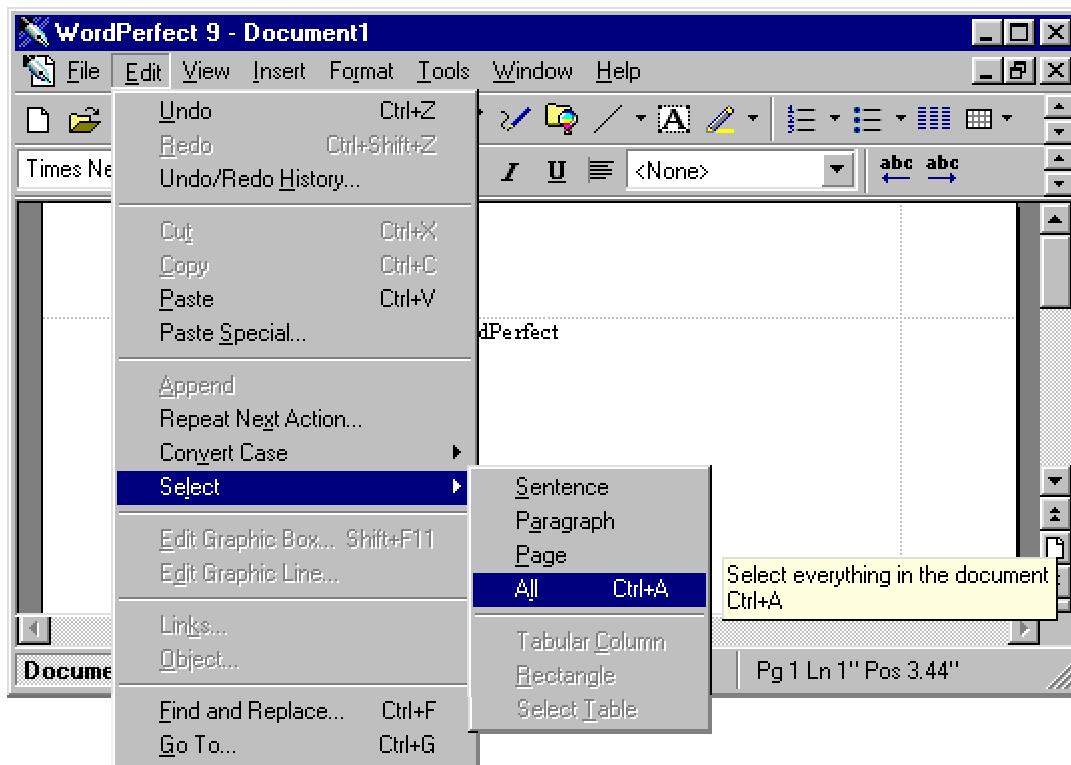 WordPerfect 9 - Document1
File Edit View Insert Format Tools Window Help
Times Ne
I U <None> abc abc
A
Undo Ctrl+Z
Redo Ctrl+Shift+Z
Undo/Redo History...
Cut Ctrl+X
Copy Ctrl+C
Paste Ctrl+V
Paste Special...
dPerfect
Append
Repeat Next Action...
Convert Case
Select
Edit Graphic Box... Shift+F11
Edit Graphic Line...
Links...
Object...
Find and Replace... Ctrl+F
Go To... Ctrl+G
Sentence
Paragraph
Page
All Ctrl+A
Tabular Column
Rectangle
Select Table
Select everything in the document
Ctrl+A
Docume
Pg 1 Ln 1" Pos 3.44"